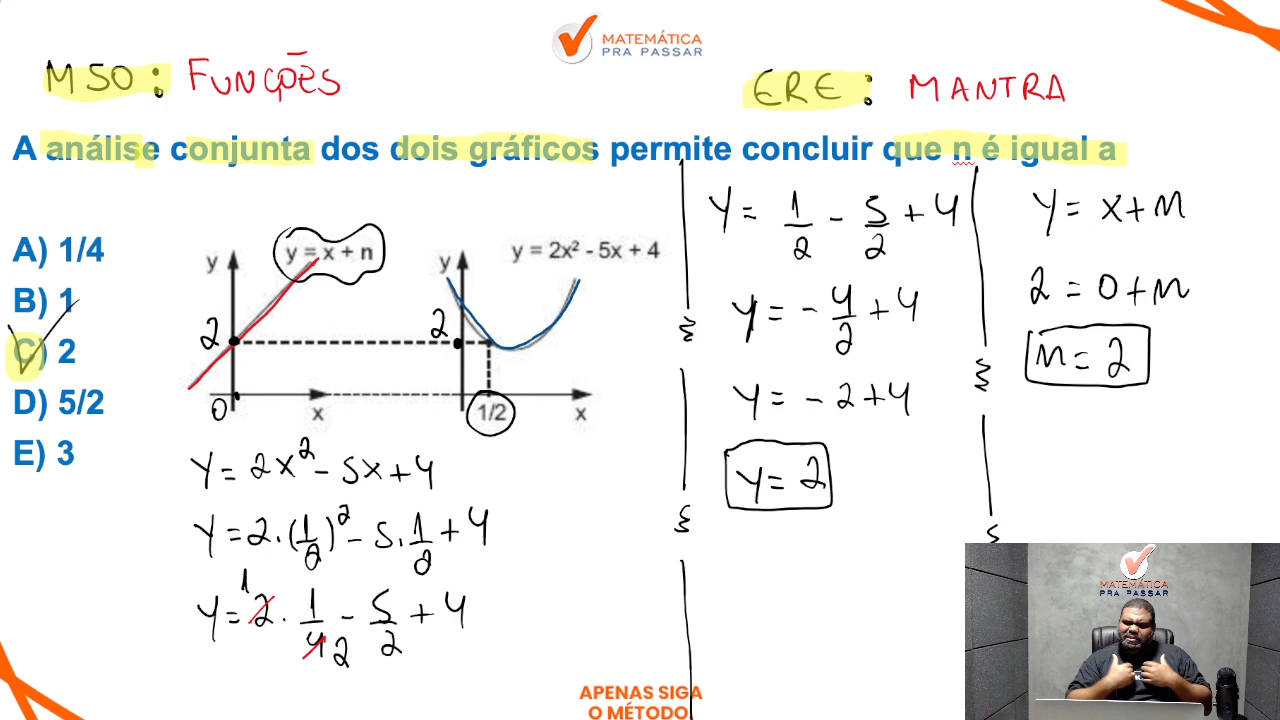 MATEMÁTICA
PRA PASSAR
MSO: FUNÇÕES
ERE: MANTRA
A análise conjunta dos dois gráficos permite concluir que n é igual a
A) 1/4
B) 1
C) 2
D) 5/2
E) 3
y
y = x + n
2
0
x
y
y = 2x² - 5x + 4
2
1/2
x
y = 2x² - 5x + 4
y = 2.(1/2)² - 5.1/2 + 4
y = 2.1/4 - 5/2 + 4
1
2
y = 1/2 - 5/2 + 4
y = -4/2 + 4
y = -2 + 4
y = 2
y = x + n
2 = 0 + n
n = 2
MATEMÁTICA
PRA PASSAR
APENAS SIGA
O MÉTODO